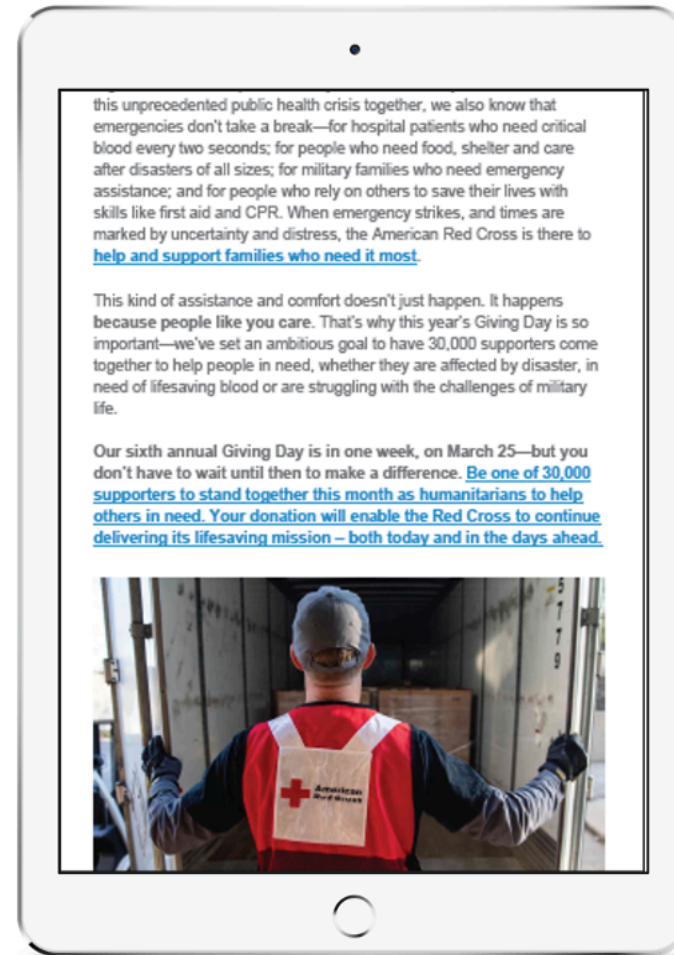 this unprecedented public health crisis together, we also know that
emergencies don't take a break—for hospital patients who need critical
blood every two seconds; for people who need food, shelter and care
after disasters of all sizes; for military families who need emergency
assistance; and for people who rely on others to save their lives with
skills like first aid and CPR. When emergency strikes, and times are
marked by uncertainty and distress, the American Red Cross is there to
help and support families who need it most.
This kind of assistance and comfort doesn't just happen. It happens
because people like you care. That's why this year's Giving Day is so
important—we've set an ambitious goal to have 30,000 supporters come
together to help people in need, whether they are affected by disaster, in
need of lifesaving blood or are struggling with the challenges of military
life.
Our sixth annual Giving Day is in one week, on March 25—but you
don't have to wait until then to make a difference. Be one of 30,000
supporters to stand together this month as humanitarians to help
others in need. Your donation will enable the Red Cross to continue
delivering its lifesaving mission – both today and in the days ahead.
5
7
7
9
American
Red Cross